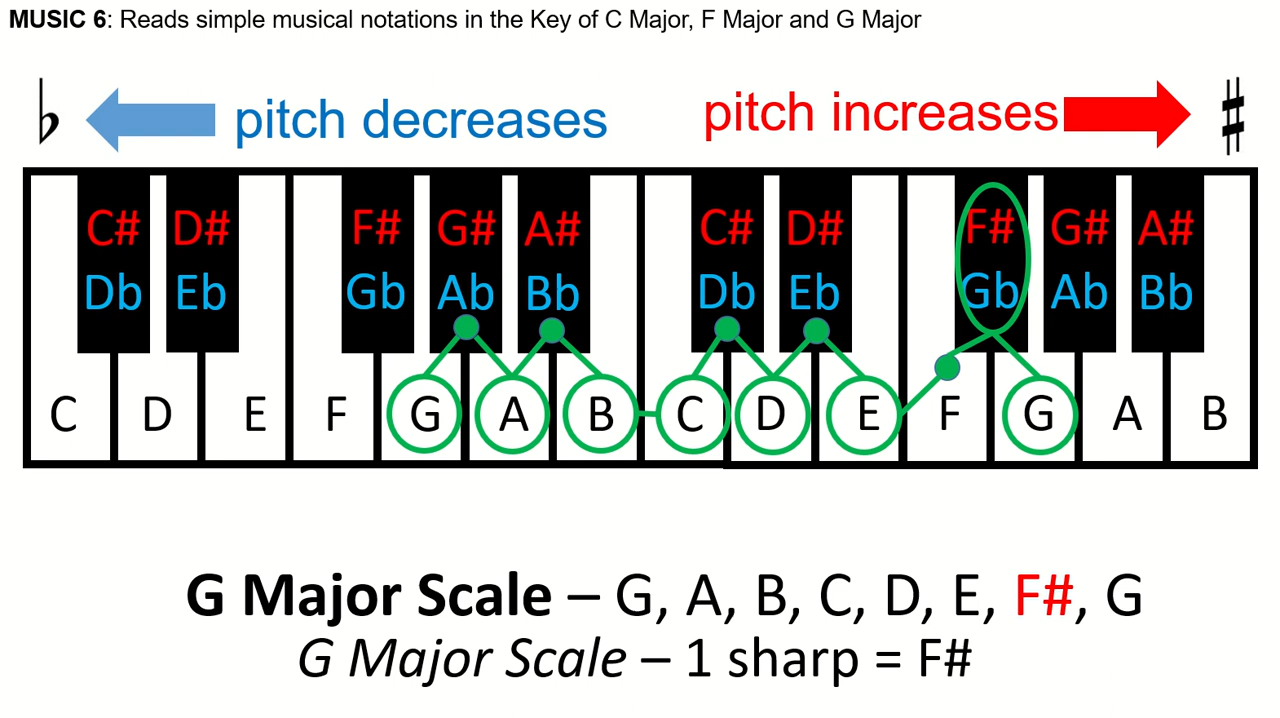 MUSIC 6: Reads simple musical notations in the Key of C Major, F Major and G Major
♭ pitch decreases pitch increases ♯
C# D# F# G# A# C# D# F# G# A#
Db Eb Gb Ab Bb Db Eb Gb Ab Bb
C D E F G A B C D E F G A B
G Major Scale – G, A, B, C, D, E, F#, G
G Major Scale – 1 sharp = F#